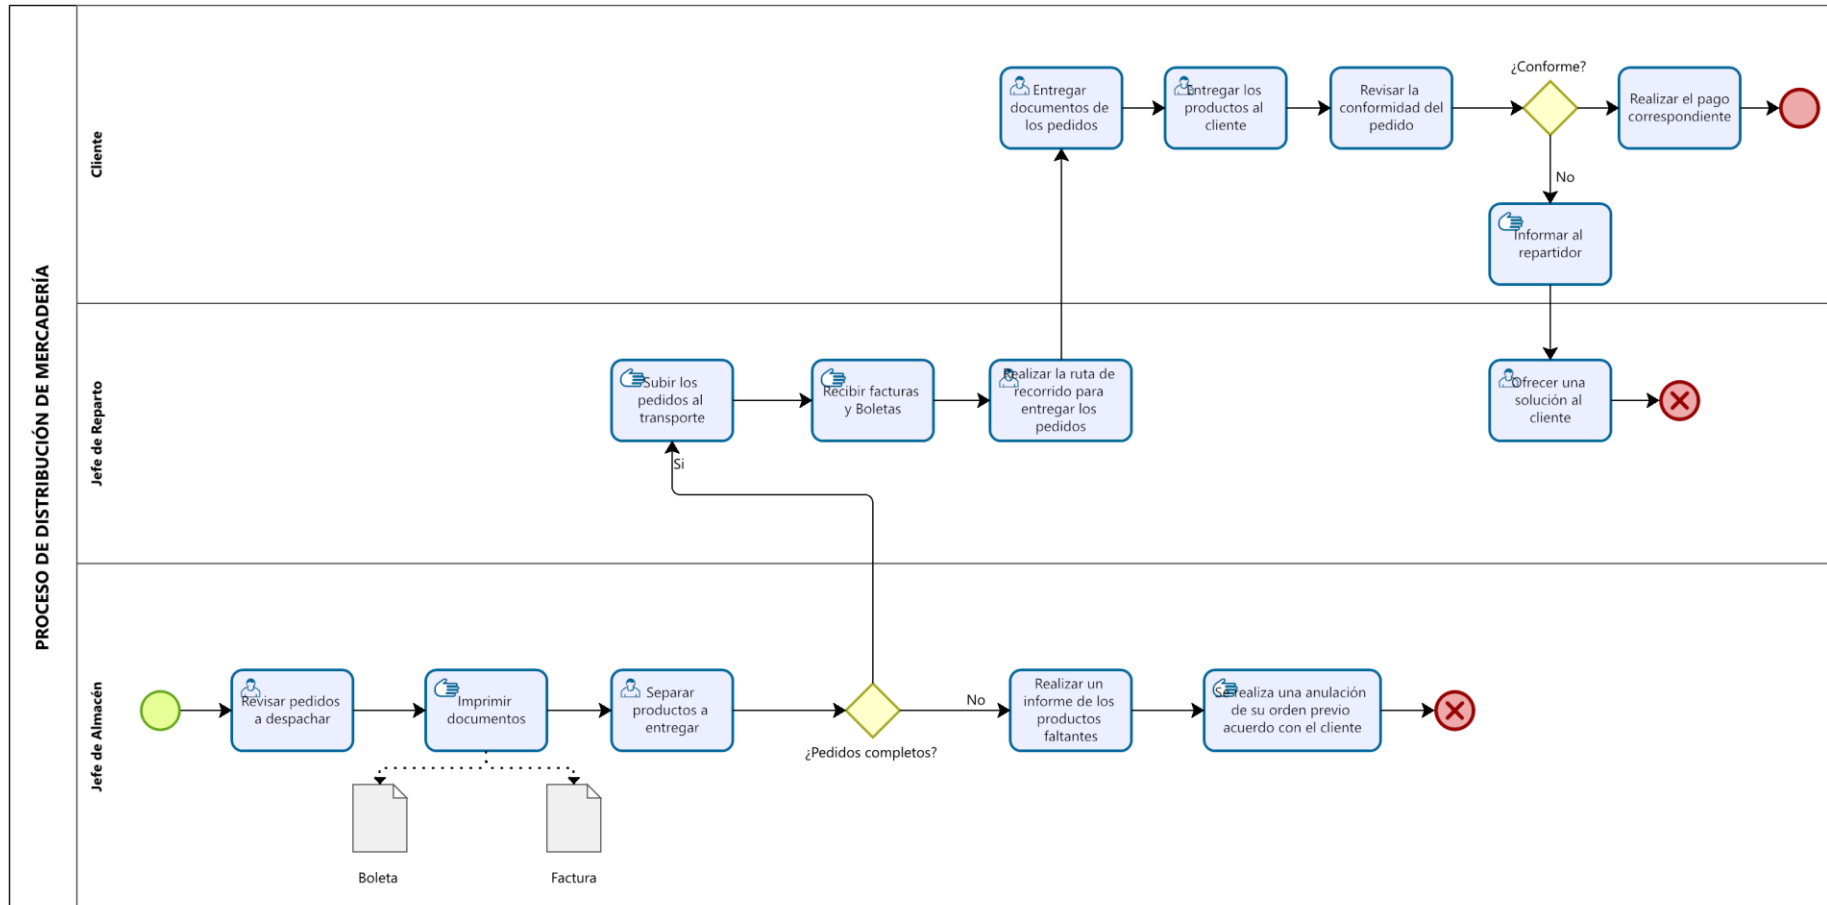 PROCESO DE DISTRIBUCIÓN DE MERCADERÍA
Cliente
Entregar
documentos de
los pedidos
Entregar los
productos al
cliente
Revisar la
conformidad del
pedido
¿Conforme?
Realizar el pago
correspondiente
No
Informar al
repartidor
Jefe de Reparto
Subir los
pedidos al
transporte
Recibir facturas
y Boletas
Realizar la ruta de
recorrido para
entregar los
pedidos
Ofrecer una
solución al
cliente
Si
Jefe de Almacén
Revisar pedidos
a despachar
Imprimir
documentos
Separar
productos a
entregar
¿Pedidos completos?
No
Realizar un
informe de los
productos
faltantes
Se realiza una anulación
de su orden previo
acuerdo con el cliente
Boleta
Factura